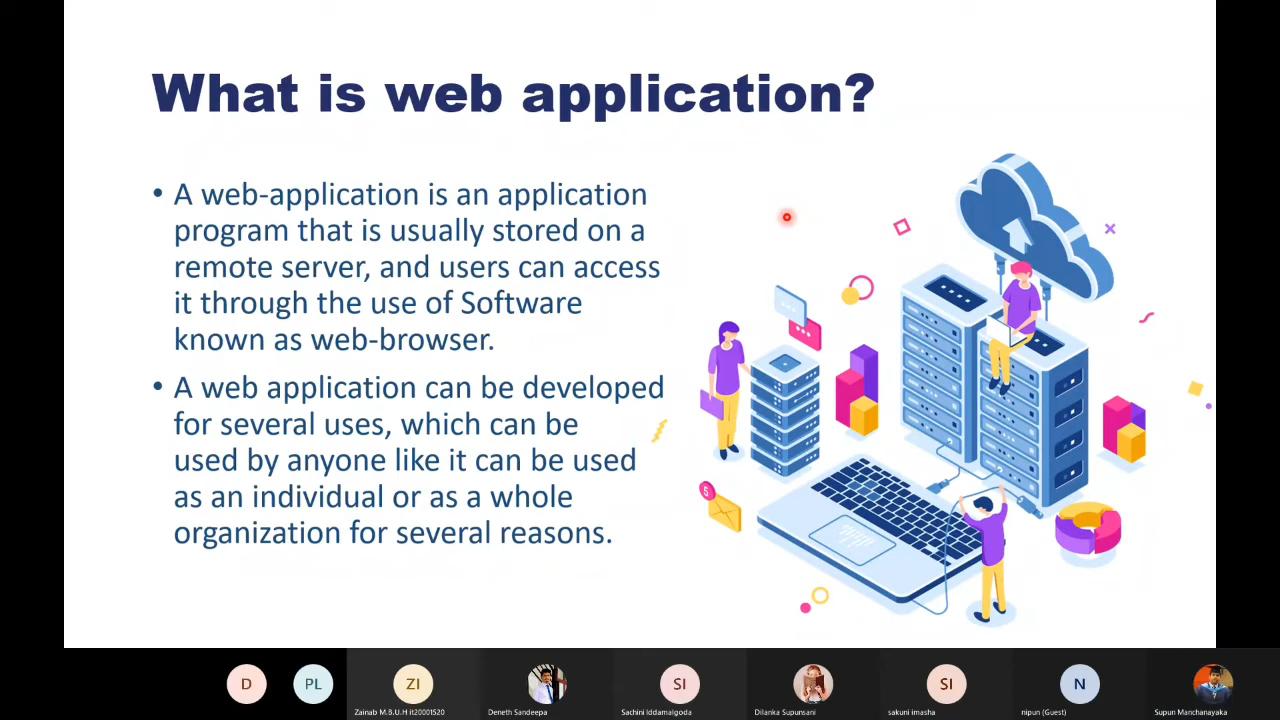 What is web application?
• A web-application is an application
program that is usually stored on a
remote server, and users can access
it through the use of Software
known as web-browser.
• A web application can be developed
for several uses, which can be
used by anyone like it can be used
as an individual or as a whole
organization for several reasons.
5
D
PL
ZI
SI
SI
N
Zainab M.B.U.H it20001520
Deneth Sandeepa
Sachini Iddamalgoda
Dilanka Supunsani
sakuni imasha
nipun (Guest)
Supun Manchanayaka